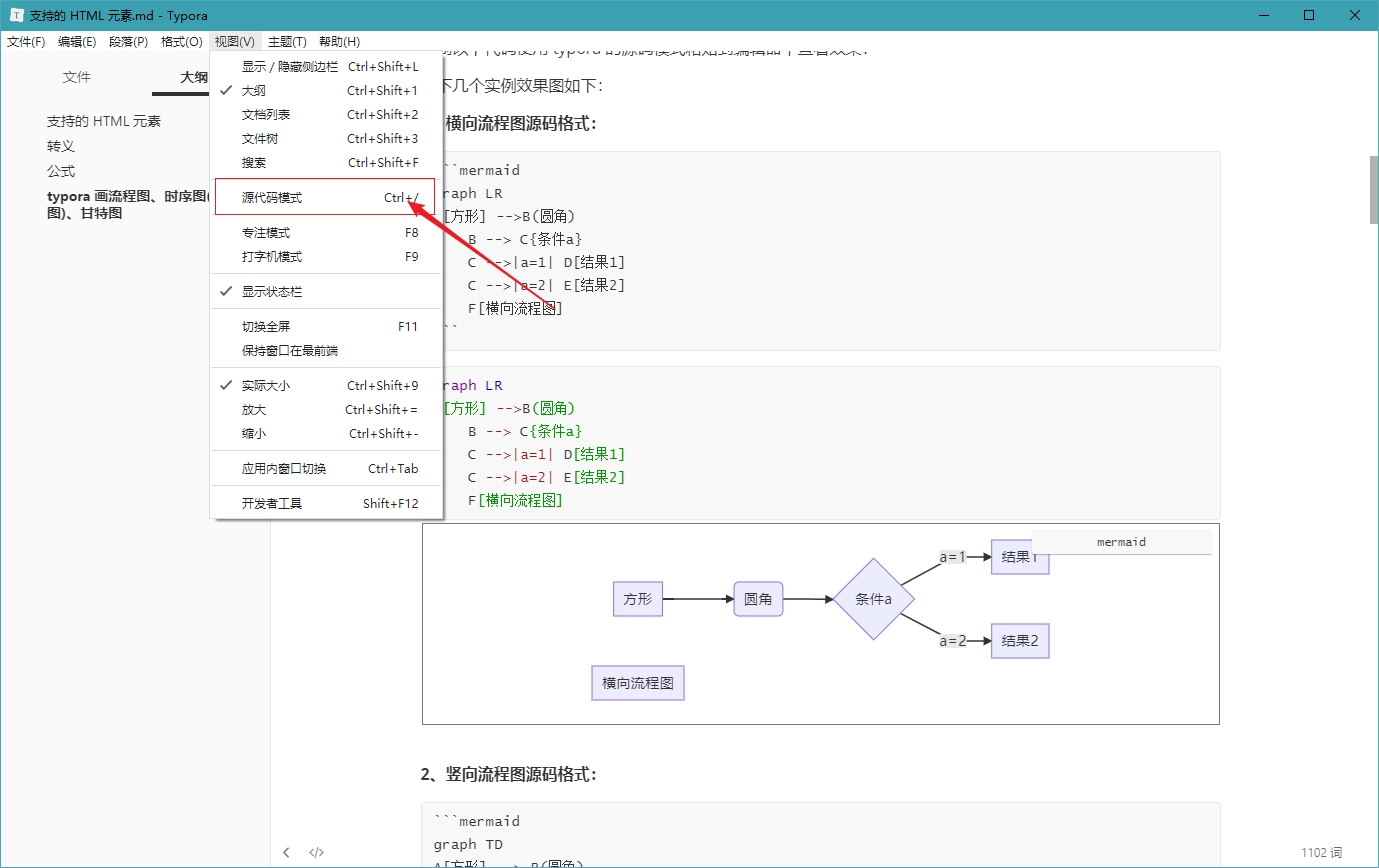 支持的 HTML 元素.md - Typora
文件(F) 编辑(E) 段落(P) 格式(O) 视图(V) 主题(T) 帮助(H)
文件 大纲
支持的 HTML 元素
转义
公式
typora 画流程图、时序图(
图)、甘特图
显示 / 隐藏侧边栏 Ctrl+Shift+L
大纲 Ctrl+Shift+1
文档列表 Ctrl+Shift+2
文件树 Ctrl+Shift+3
搜索 Ctrl+Shift+F
源代码模式 Ctrl+/
专注模式 F8
打字机模式 F9
显示状态栏
切换全屏 F11
保持窗口在最前端
实际大小 Ctrl+Shift+9
放大 Ctrl+Shift+=
缩小 Ctrl+Shift+-
应用内窗口切换 Ctrl+Tab
开发者工具 Shift+F12
下几个实例效果图如下：
横向流程图源码格式：
``mermaid
raph LR
[方形] -->B(圆角)
B --> C{条件a}
C -->|a=1| D[结果1]
C -->|a=2| E[结果2]
F[横向流程图]
``
raph LR
[方形] -->B(圆角)
B --> C{条件a}
C -->|a=1| D[结果1]
C -->|a=2| E[结果2]
F[横向流程图]
mermaid
方形 圆角 条件a a=1 结果1
a=2 结果2
横向流程图
2、竖向流程图源码格式：
```mermaid
graph TD
A[方形] --> B(圆角)
</> 1102 词